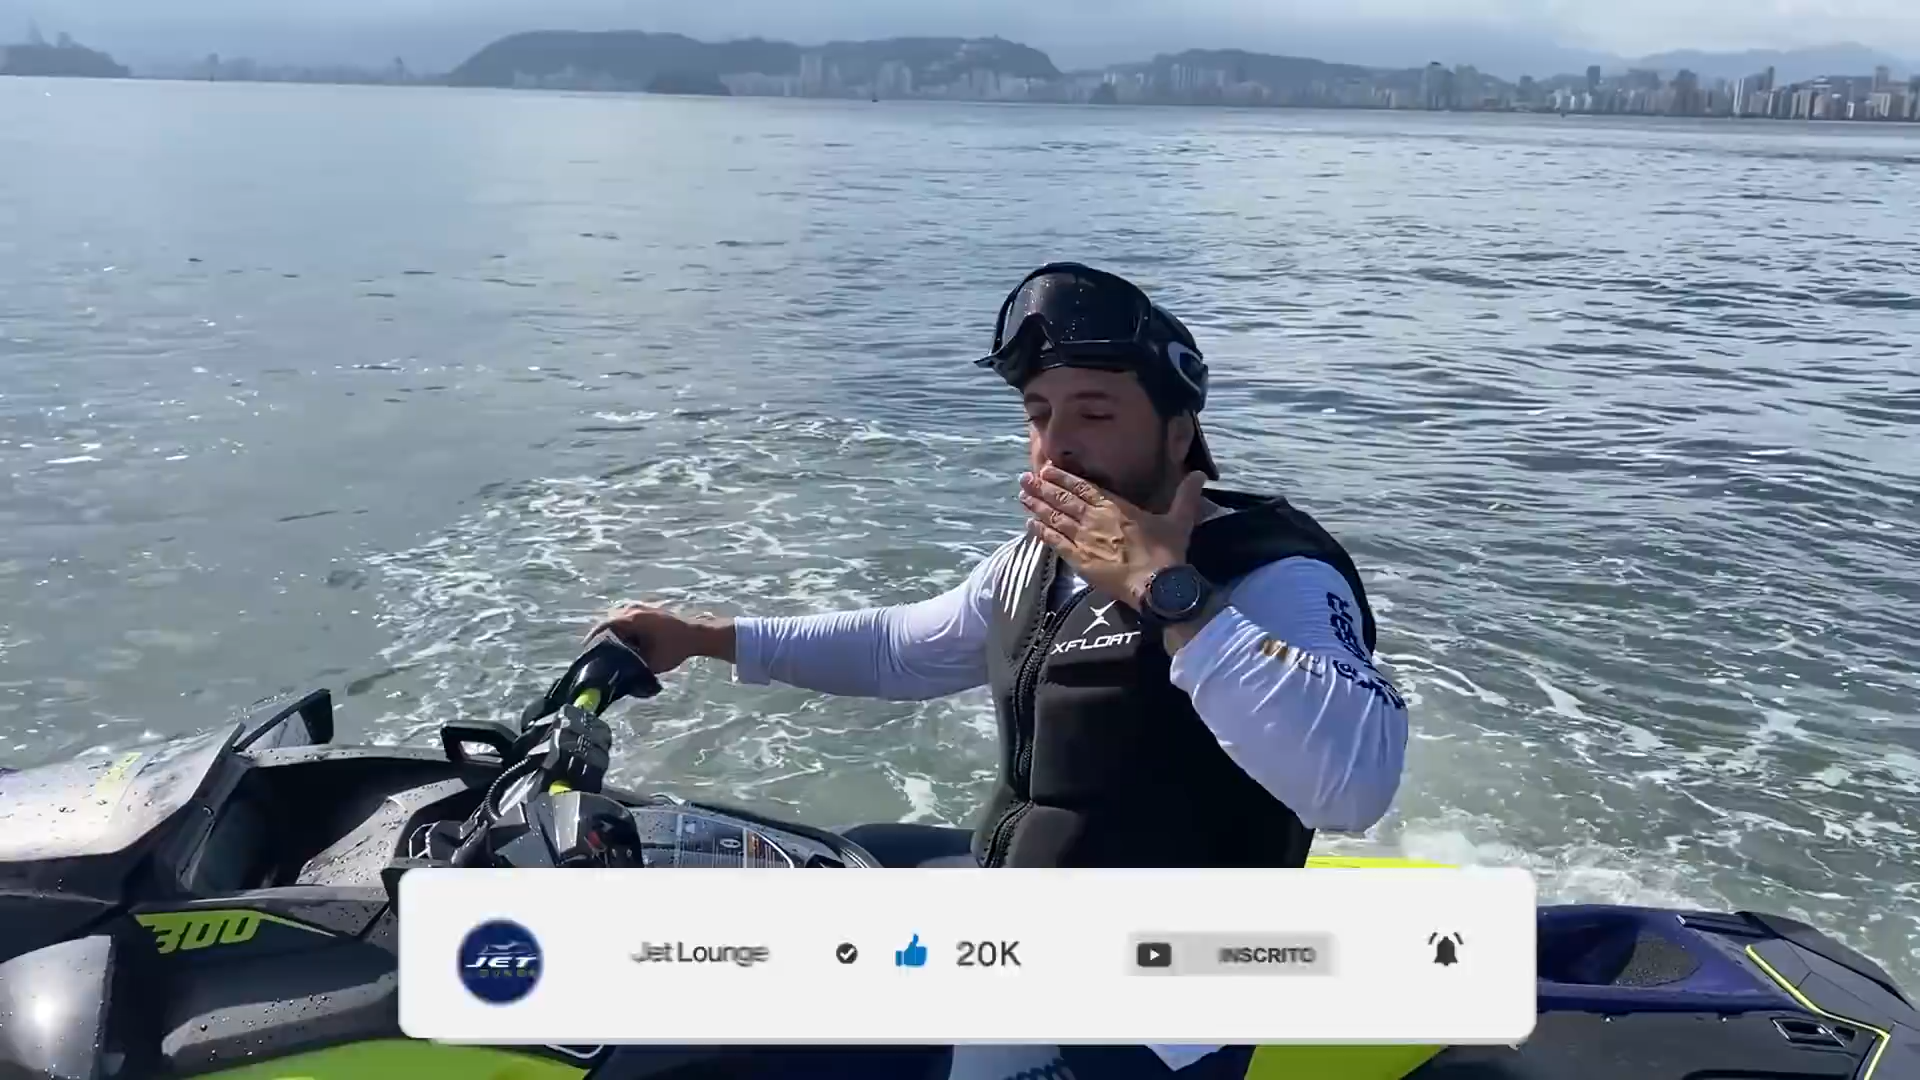 XFLOAT
300
JET
Jet Lounge
20K
INSCRITO